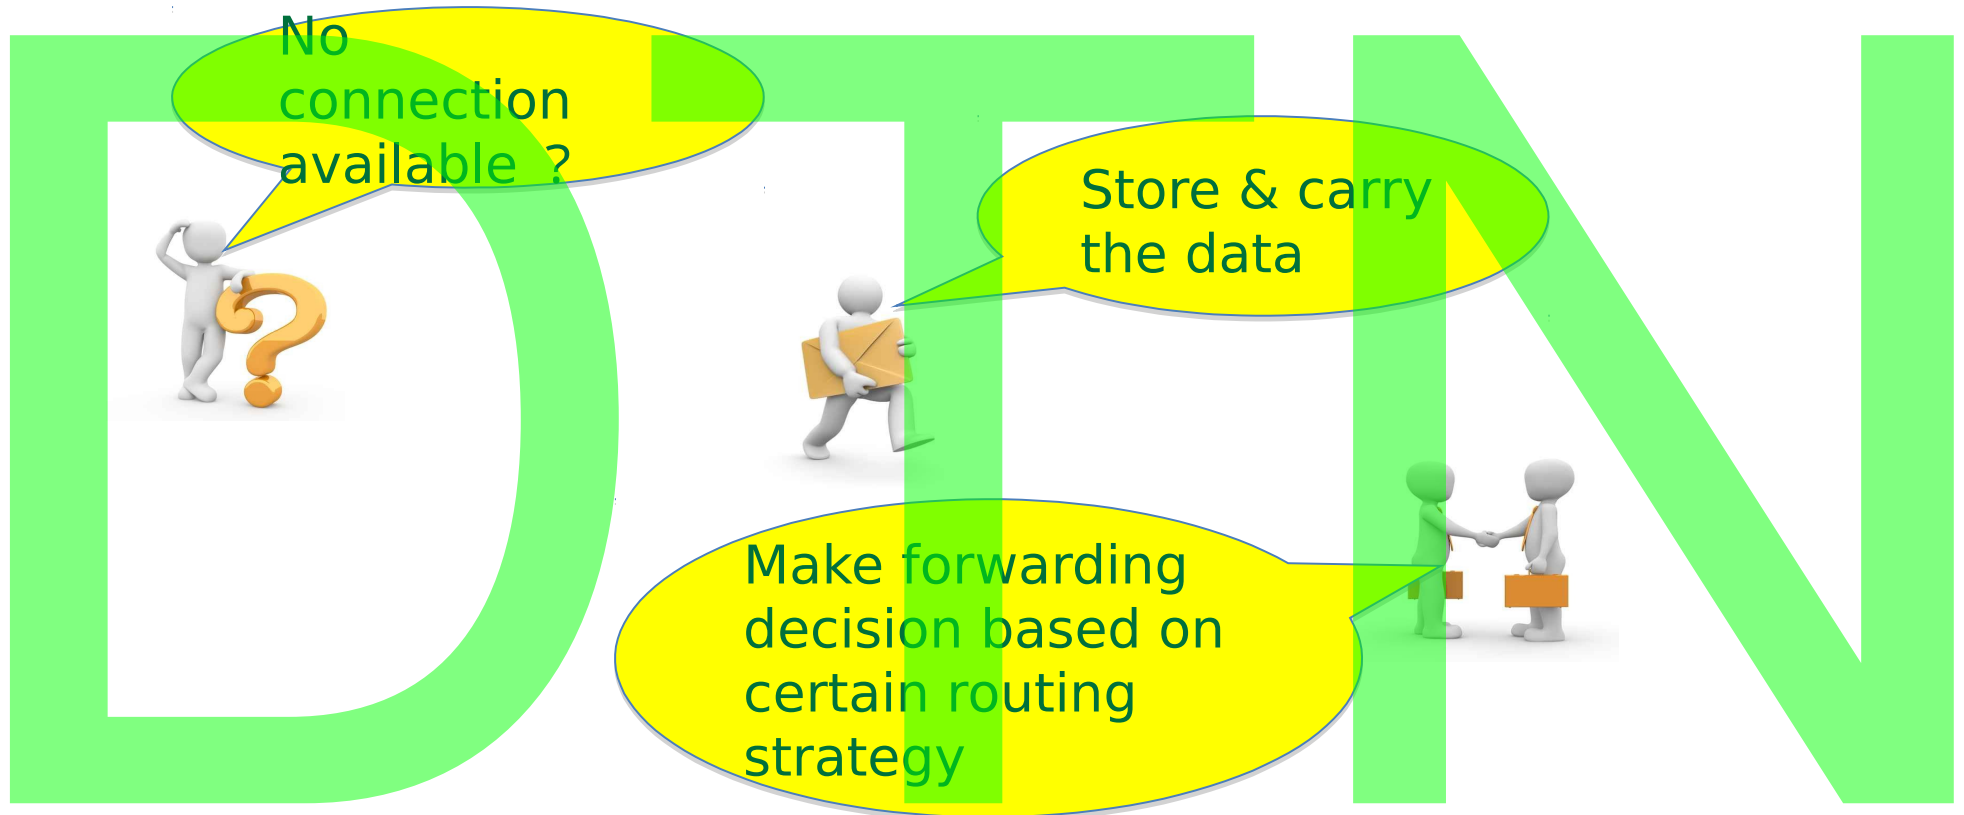 DTN
No
connection
available ?
Store & carry
the data
Make forwarding
decision based on
certain routing
strategy